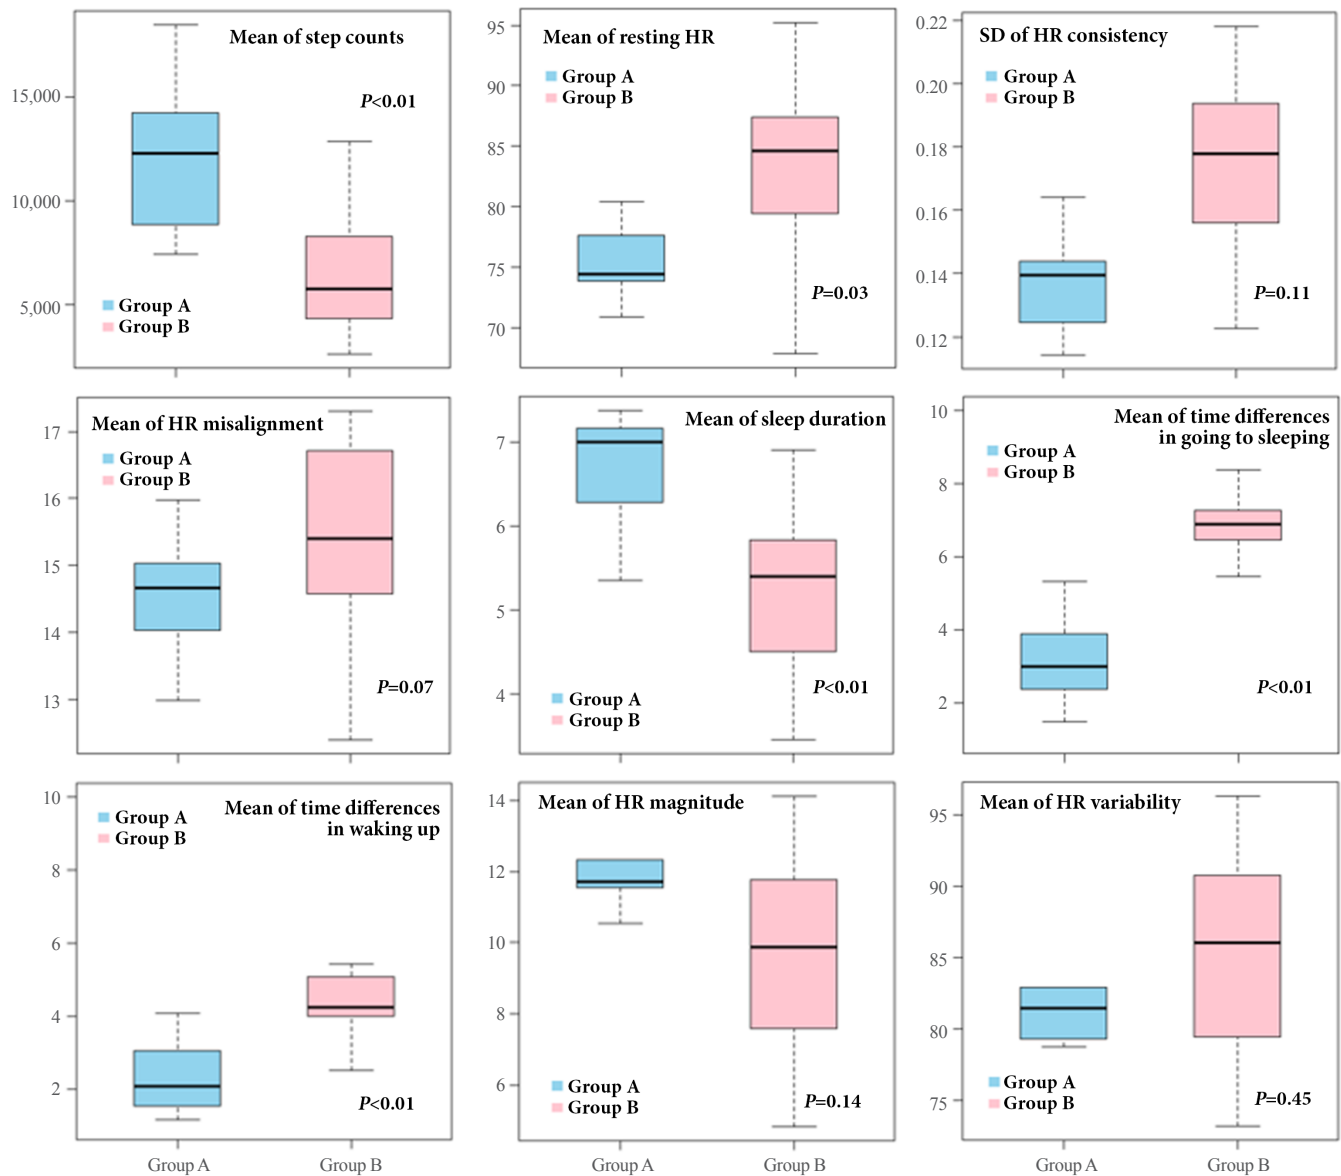 Mean of step counts
P<0.01
15,000
10,000
5,000
Group A
Group B
Mean of resting HR
Group A
Group B
95
90
85
80
75
70
P=0.03
SD of HR consistency
Group A
Group B
0.22
0.20
0.18
0.16
0.14
0.12
P=0.11
Mean of HR misalignment
Group A
Group B
17
16
15
14
13
P=0.07
Mean of sleep duration
7
6
5
4
P<0.01
Group A
Group B
Mean of time differences
in going to sleeping
Group A
Group B
10
8
6
4
2
P<0.01
Mean of time differences
in waking up
Group A
Group B
10
8
6
4
2
P<0.01
Group A
Group B
Mean of HR magnitude
14
12
10
8
6
Group A
Group B
P=0.14
Group A
Group B
Mean of HR variability
95
90
85
80
75
Group A
Group B
P=0.45
Group A
Group B